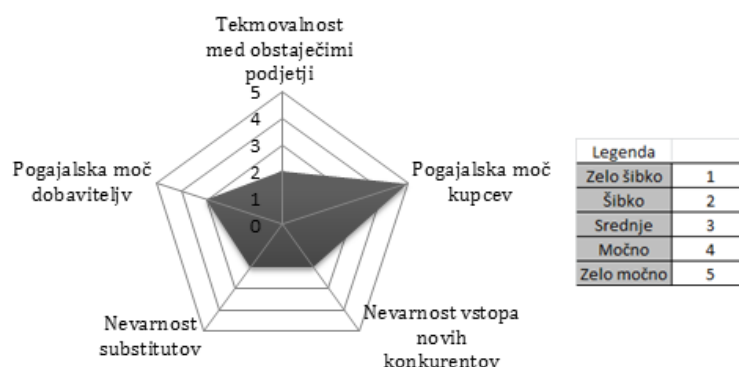 Tekmovalnost
med obstaječimi
podjetji
5
4
3
2
1
0
Pogajalska moč
kupcev
Nevarnost vstopa
novih
konkurentov
Nevarnost
substitutov
Pogajalska moč
dobaviteljv
Legenda
Zelo šibko 1
Šibko 2
Srednje 3
Močno 4
Zelo močno 5